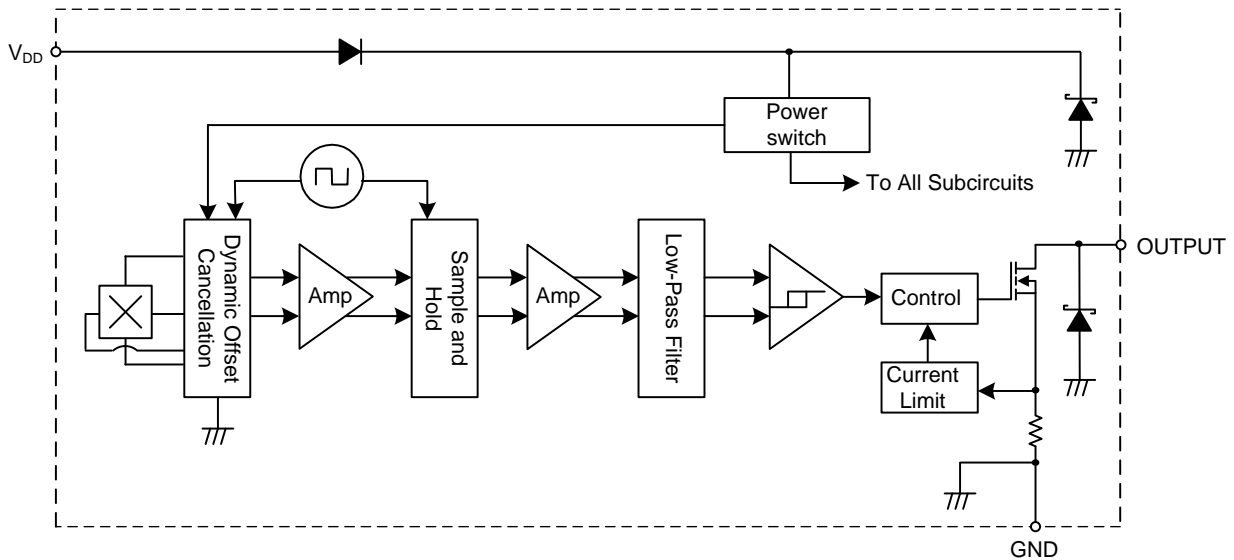 VDD
Power
switch
To All Subcircuits
Dynamic Offset
Cancellation
Amp
Sample and
Hold
Amp
Low-Pass Filter
Control
Current
Limit
OUTPUT
GND